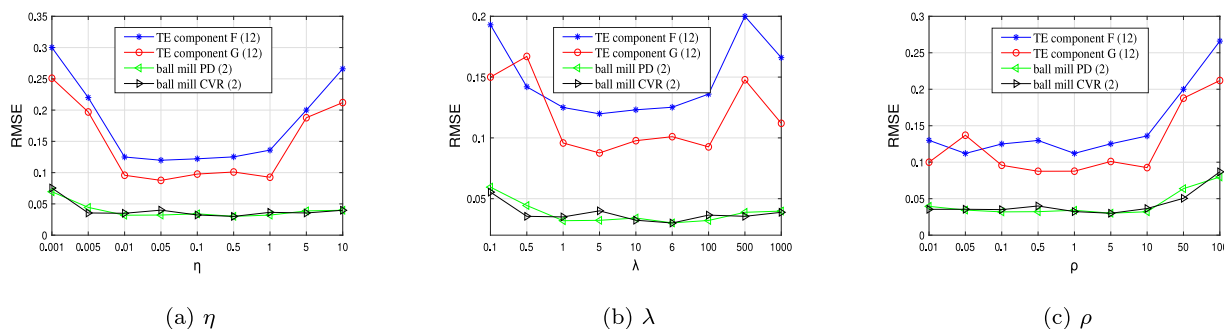 0.35
0.3
0.25
0.2
0.15
0.1
0.05
0
RMSE
TE component F (12)
TE component G (12)
ball mill PD (2)
ball mill CVR (2)
0.001 0.005 0.01 0.05 0.1 0.5 1 5 10
η
(a) η
0.2
0.15
0.1
0.05
RMSE
TE component F (12)
TE component G (12)
ball mill PD (2)
ball mill CVR (2)
0.1 0.5 1 5 10 6 100 500 1000
λ
(b) λ
0.35
0.3
0.25
0.2
0.15
0.1
0.05
0
RMSE
TE component F (12)
TE component G (12)
ball mill PD (2)
ball mill CVR (2)
0.01 0.05 0.1 0.5 1 5 10 50 100
ρ
(c) ρ